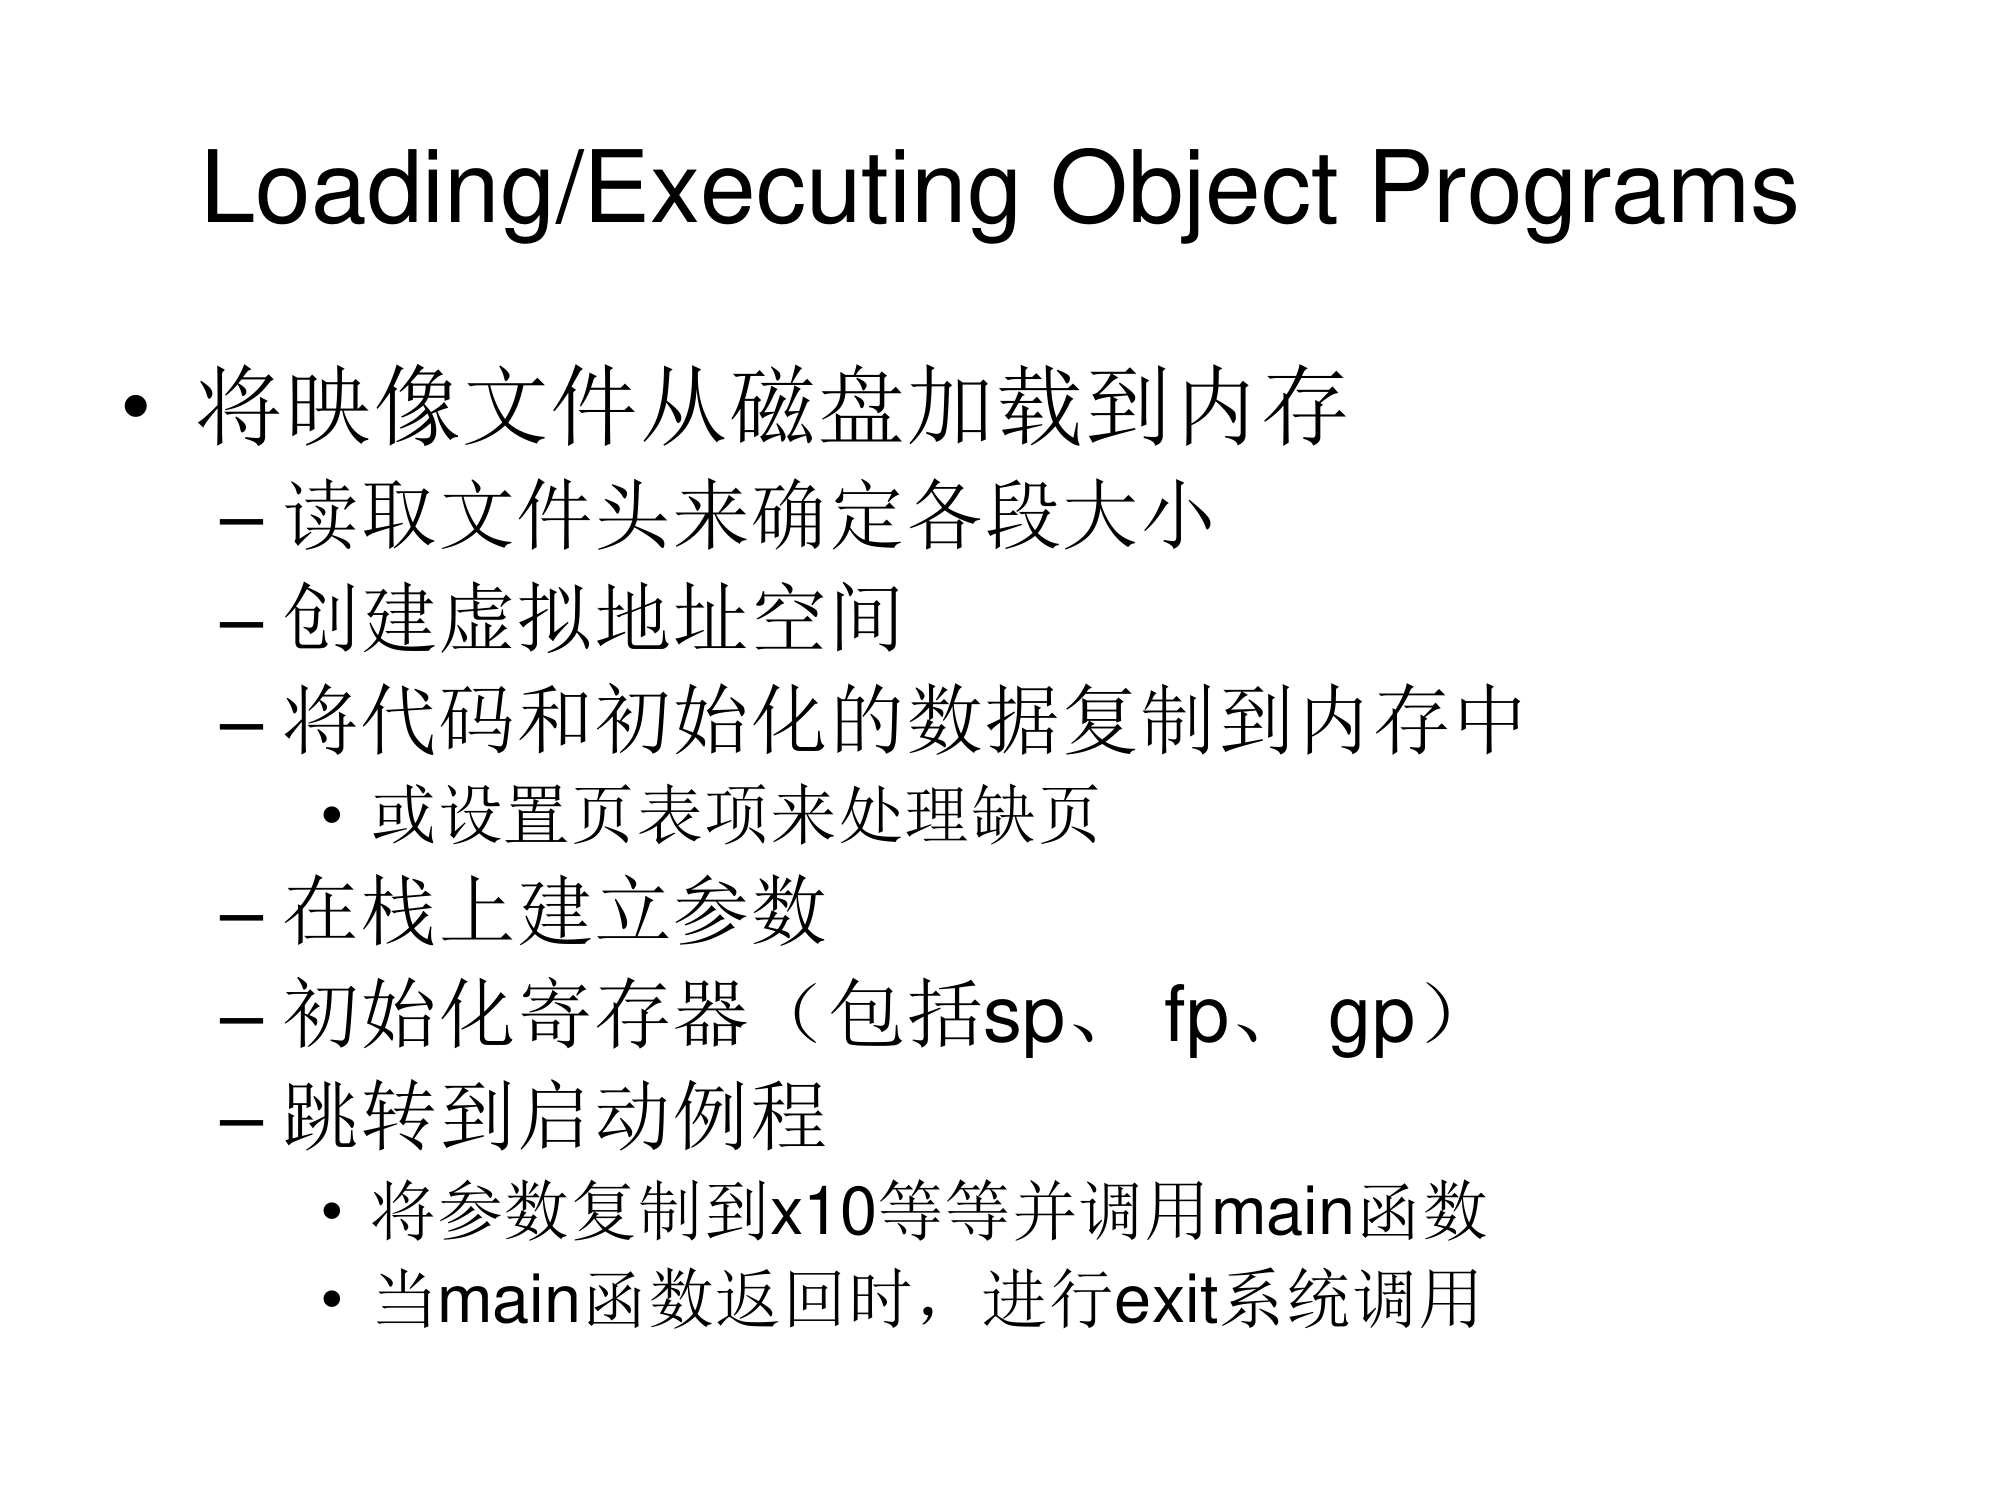 Loading/Executing Object Programs
• 将映像文件从磁盘加载到内存
– 读取文件头来确定各段大小
– 创建虚拟地址空间
– 将代码和初始化的数据复制到内存中
• 或设置页表项来处理缺页
– 在栈上建立参数
– 初始化寄存器（包括sp、 fp、 gp）
– 跳转到启动例程
• 将参数复制到x10等等并调用main函数
• 当main函数返回时，进行exit系统调用